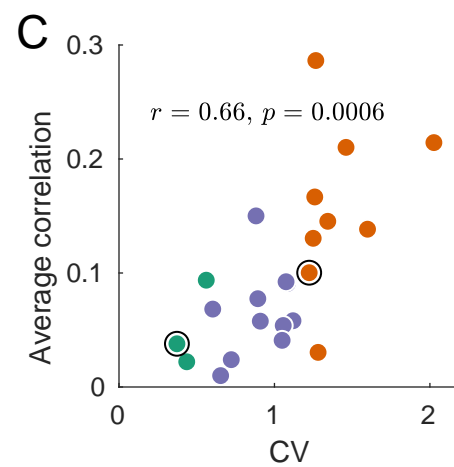 C
r = 0.66, p = 0.0006
Average correlation
0.3
0.2
0.1
0
0 1 2
CV